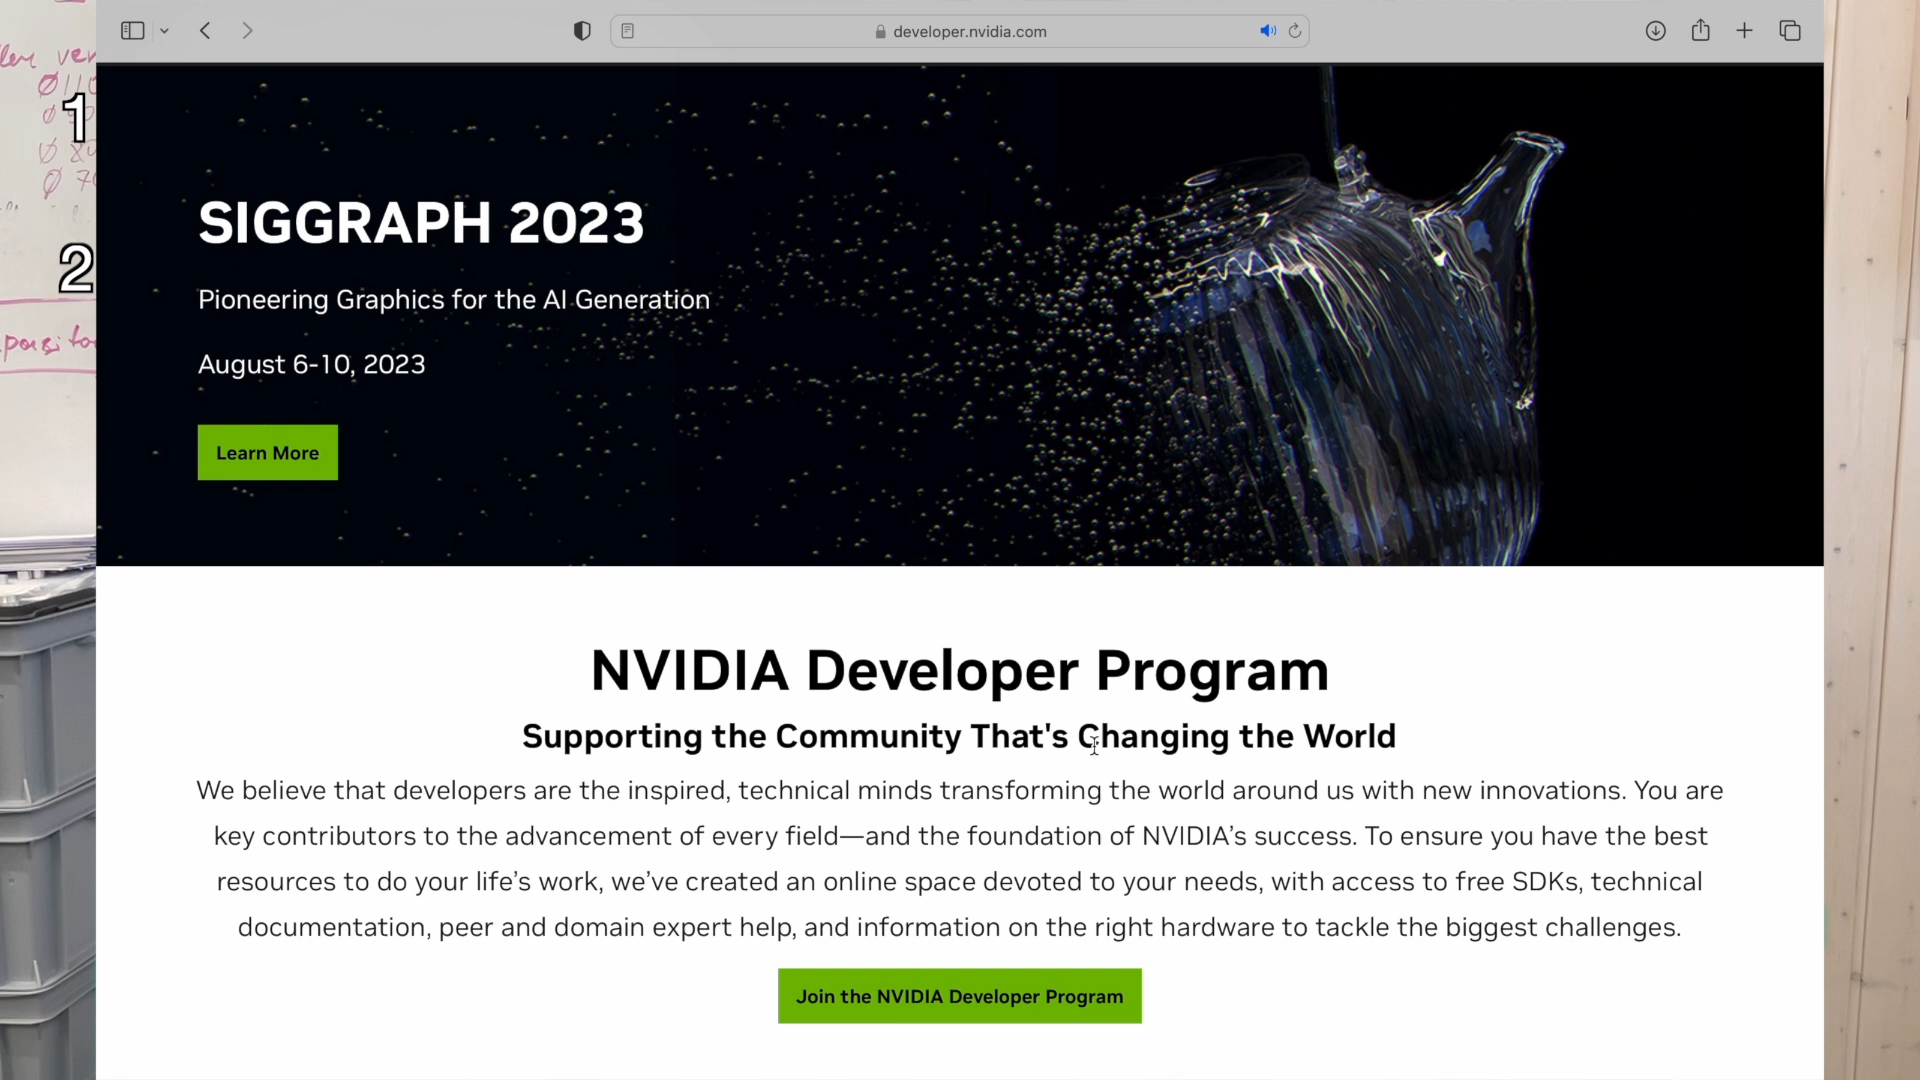 developer.nvidia.com
1
2
SIGGRAPH 2023
Pioneering Graphics for the AI Generation
August 6-10, 2023
Learn More
NVIDIA Developer Program
Supporting the Community That's Changing the World
We believe that developers are the inspired, technical minds transforming the world around us with new innovations. You are
key contributors to the advancement of every field—and the foundation of NVIDIA’s success. To ensure you have the best
resources to do your life’s work, we’ve created an online space devoted to your needs, with access to free SDKs, technical
documentation, peer and domain expert help, and information on the right hardware to tackle the biggest challenges.
Join the NVIDIA Developer Program